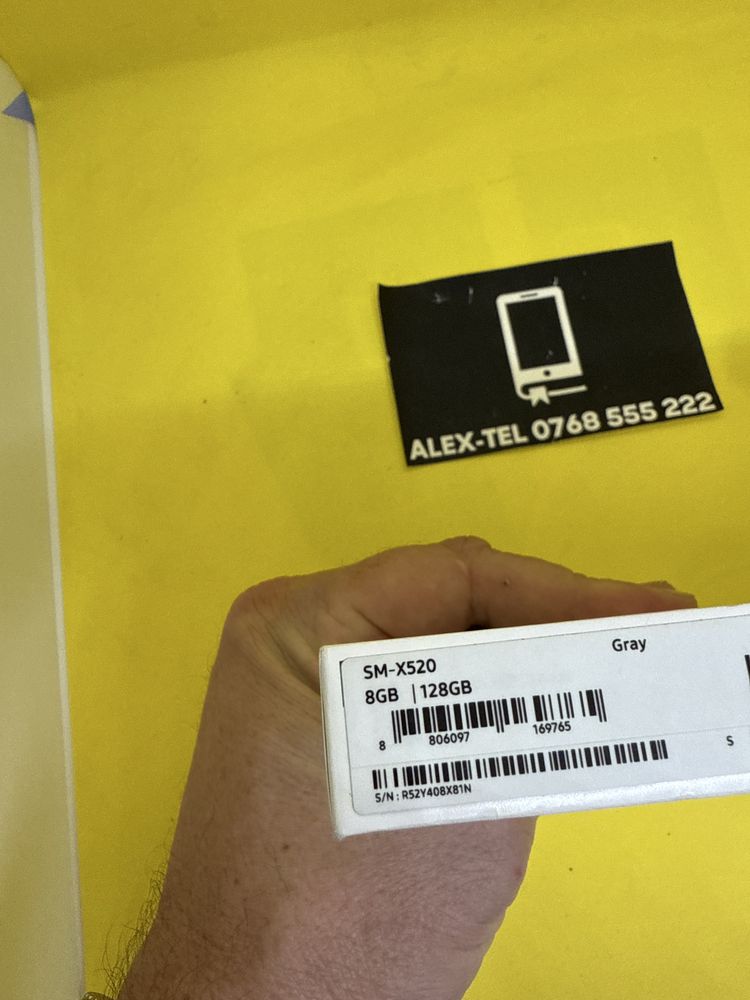 ALEX-TEL 0768 555 222
Gray
SM-X520
8GB | 128GB
8 806097 169765
S/N : R52Y408X81N
S